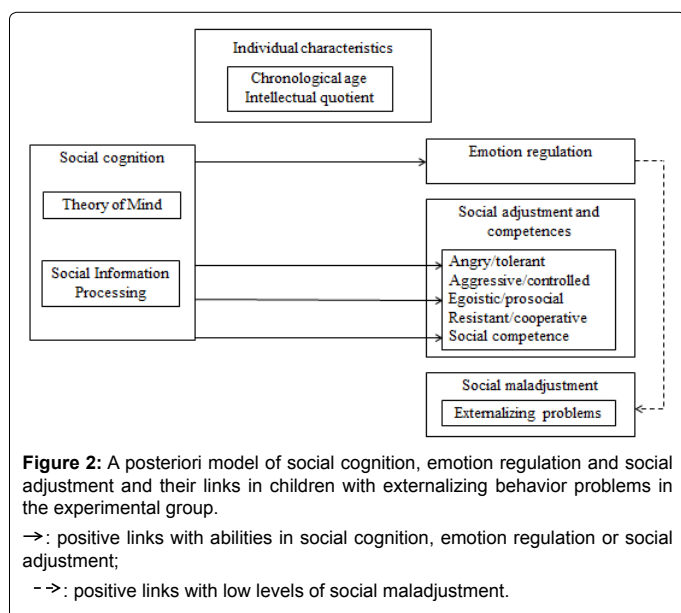 Individual characteristics
Chronological age
Intellectual quotient
Social cognition
Theory of Mind
Social Information
Processing
Emotion regulation
Social adjustment and
competences
Angry/tolerant
Aggressive/controlled
Egoistic/prosocial
Resistant/cooperative
Social competence
Social maladjustment
Externalizing problems
Figure 2: A posteriori model of social cognition, emotion regulation and social
adjustment and their links in children with externalizing behavior problems in
the experimental group.
→: positive links with abilities in social cognition, emotion regulation or social
adjustment;
-->: positive links with low levels of social maladjustment.